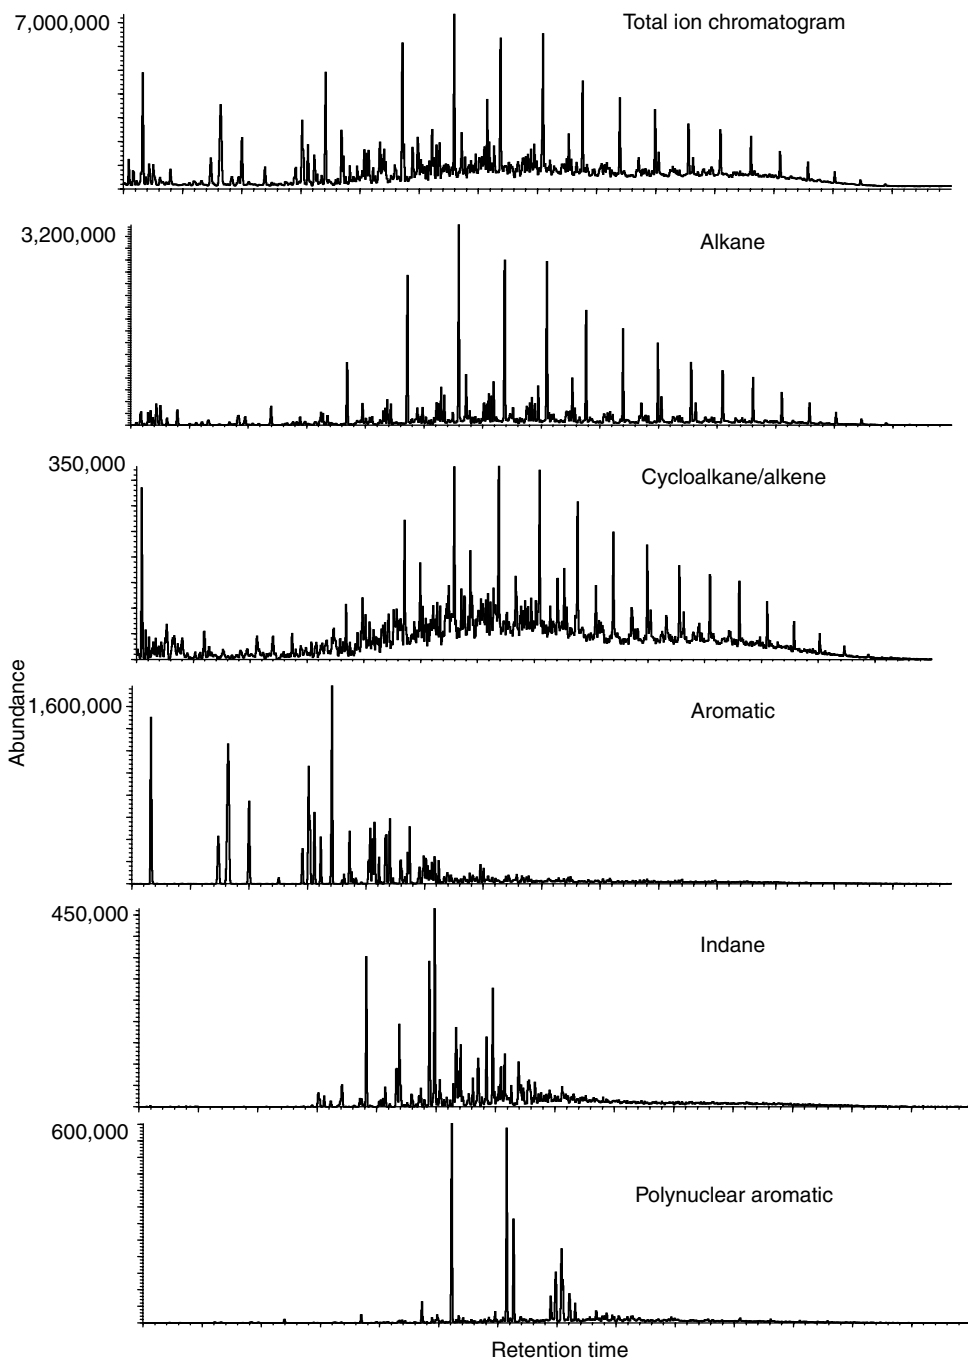 7,000,000
Total ion chromatogram
3,200,000
Alkane
350,000
Cycloalkane/alkene
Abundance
1,600,000
Aromatic
450,000
Indane
600,000
Polynuclear aromatic
Retention time